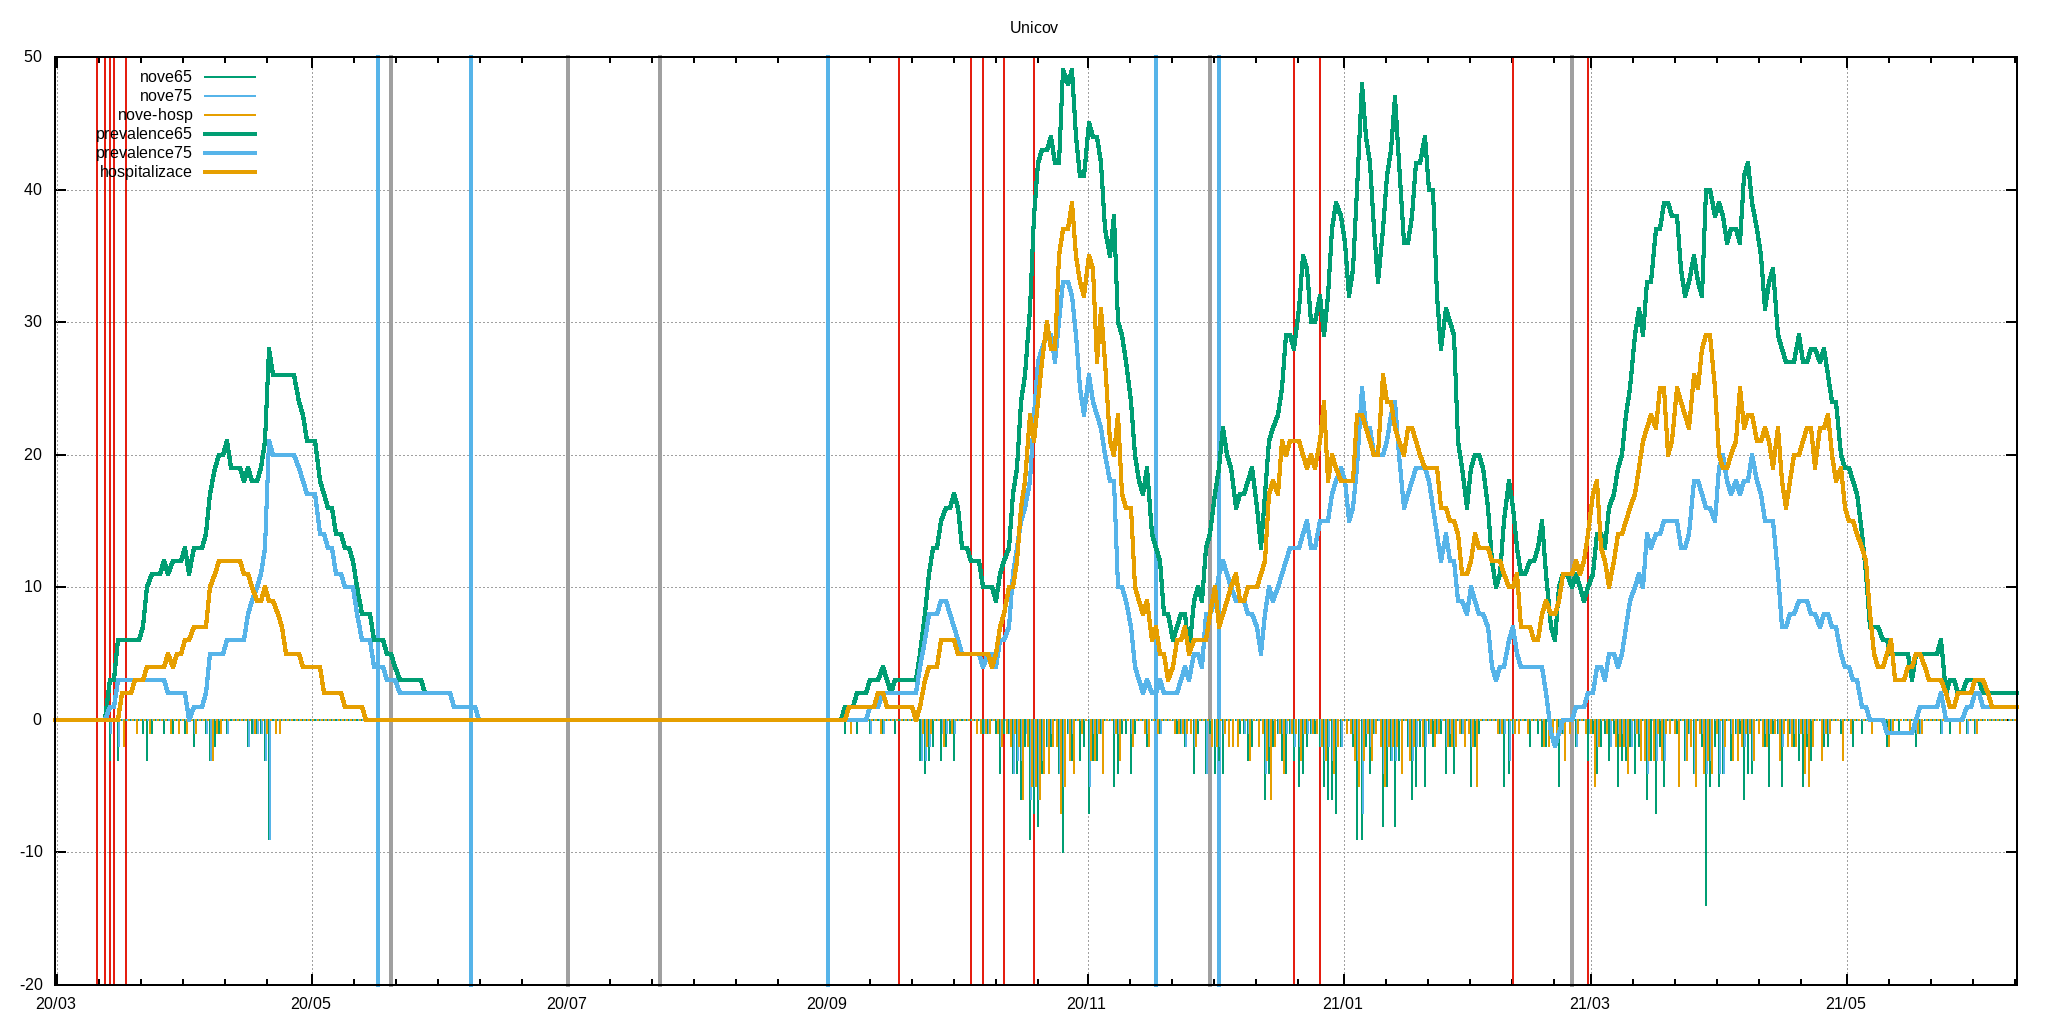 Unicov
50
nove65
nove75
nove-hosp
prevalence65
prevalence75
hospitalizace
40
30
20
10
0
-10
-20
20/03 20/05 20/07 20/09 20/11 21/01 21/03 21/05